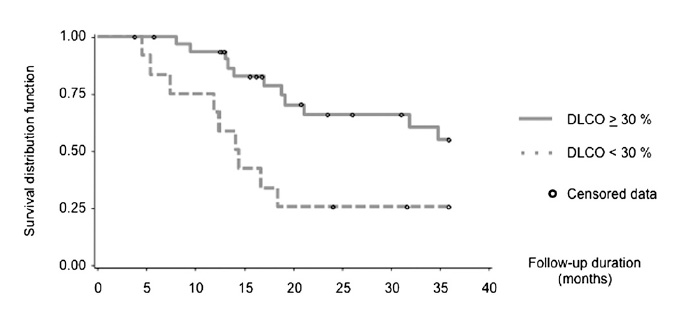 Survival distribution function
1.00
0.75
0.50
0.25
0.00
0 5 10 15 20 25 30 35 40
DLCO ≥ 30 %
DLCO < 30 %
Censored data
Follow-up duration
(months)